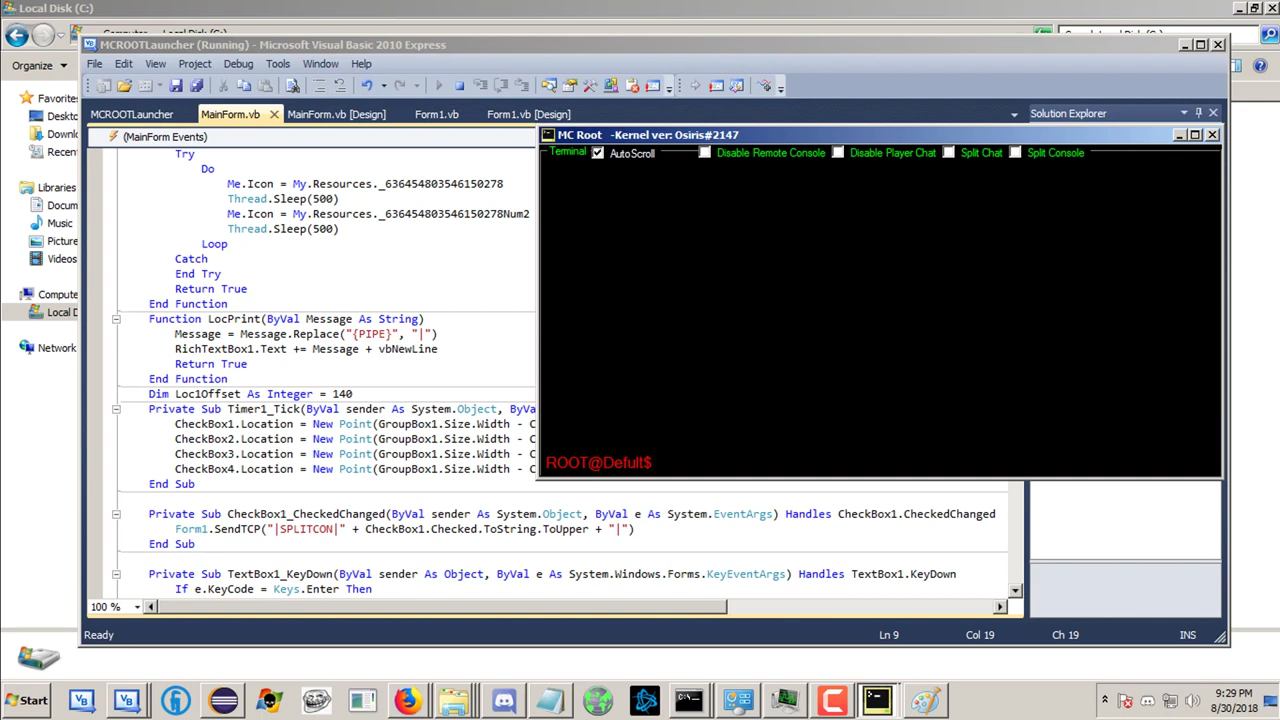 Local Disk (C:)
Computer
Local Disk (C:)
Organize
Favorites
Deskto
Downlo
Recen
Libraries
Docum
Music
Picture
Videos
Compute
Local D
Network
MCROOTLauncher (Running) - Microsoft Visual Basic 2010 Express
File Edit View Project Debug Tools Window Help
MCROOTLauncher MainForm.vb MainForm.vb [Design] Form1.vb Form1.vb [Design]
Solution Explorer
(MainForm Events)
Try
Do
Me.Icon = My.Resources._636454803546150278
Thread.Sleep(500)
Me.Icon = My.Resources._636454803546150278Num2
Thread.Sleep(500)
Loop
Catch
End Try
Return True
End Function
Function LocPrint(ByVal Message As String)
Message = Message.Replace("{PIPE}", "|")
RichTextBox1.Text += Message + vbNewLine
Return True
End Function
Dim Loc1Offset As Integer = 140
Private Sub Timer1_Tick(ByVal sender As System.Object, ByVa
CheckBox1.Location = New Point(GroupBox1.Size.Width - C
CheckBox2.Location = New Point(GroupBox1.Size.Width - C
CheckBox3.Location = New Point(GroupBox1.Size.Width - C
CheckBox4.Location = New Point(GroupBox1.Size.Width - C
End Sub
Private Sub CheckBox1_CheckedChanged(ByVal sender As System.Object, ByVal e As System.EventArgs) Handles CheckBox1.CheckedChanged
Form1.SendTCP("|SPLITCON|" + CheckBox1.Checked.ToString.ToUpper + "|")
End Sub
Private Sub TextBox1_KeyDown(ByVal sender As Object, ByVal e As System.Windows.Forms.KeyEventArgs) Handles TextBox1.KeyDown
If e.KeyCode = Keys.Enter Then
100 %
Ready Ln 9 Col 19 Ch 19 INS
MC Root -Kernel ver: Osiris#2147
Terminal AutoScroll Disable Remote Console Disable Player Chat Split Chat Split Console
ROOT@Defult$
Start
9:29 PM
8/30/2018